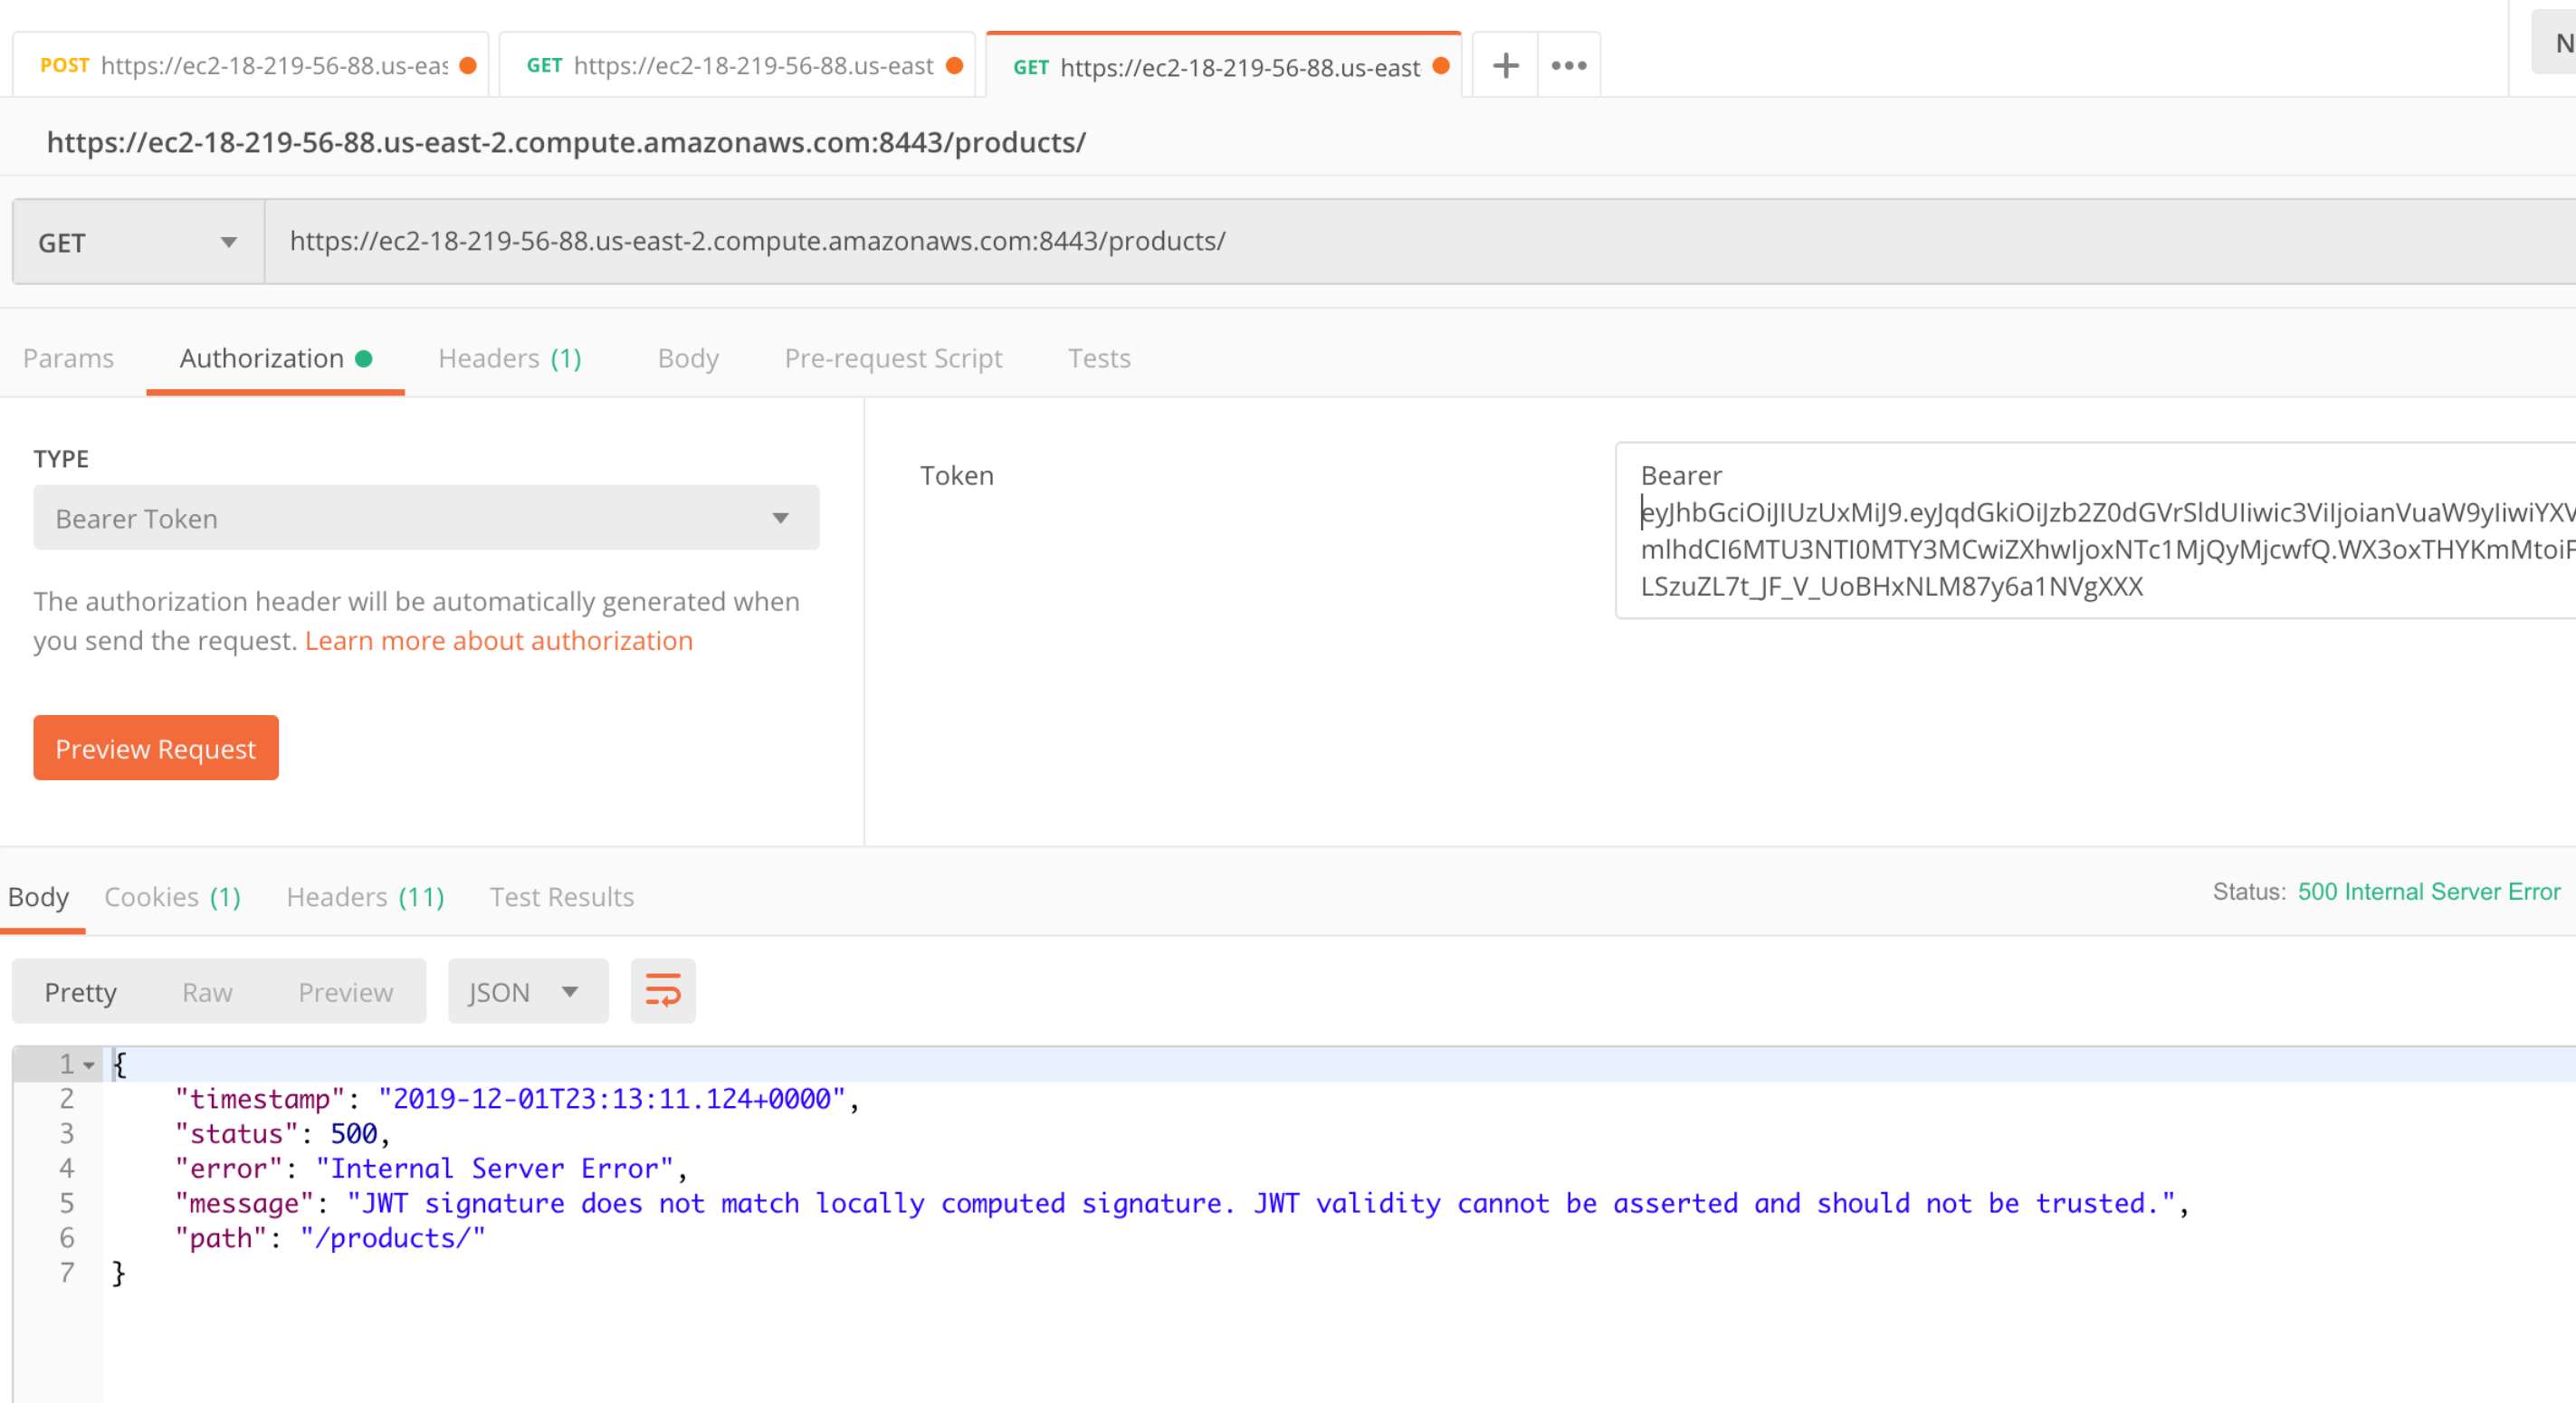 POST https://ec2-18-219-56-88.us-eas
GET https://ec2-18-219-56-88.us-east
GET https://ec2-18-219-56-88.us-east
N
https://ec2-18-219-56-88.us-east-2.compute.amazonaws.com:8443/products/
GET https://ec2-18-219-56-88.us-east-2.compute.amazonaws.com:8443/products/
Params Authorization Headers (1) Body Pre-request Script Tests
TYPE
Bearer Token
The authorization header will be automatically generated when
you send the request. Learn more about authorization
Preview Request
Token
Bearer
eyJhbGciOiJIUzUxMiJ9.eyJqdGkiOiJzb2Z0dGVrSldUIiwic3ViIjoianVuaW9yIiwiYXV
mlhdCI6MTU3NTI0MTY3MCwiZXhwIjoxNTc1MjQyMjcwfQ.WX3oxTHYKmMtoiF
LSzuZL7t_JF_V_UoBHxNLM87y6a1NVgXXX
Body Cookies (1) Headers (11) Test Results
Status: 500 Internal Server Error
Pretty Raw Preview JSON
1 {
2 "timestamp": "2019-12-01T23:13:11.124+0000",
3 "status": 500,
4 "error": "Internal Server Error",
5 "message": "JWT signature does not match locally computed signature. JWT validity cannot be asserted and should not be trusted.",
6 "path": "/products/"
7 }